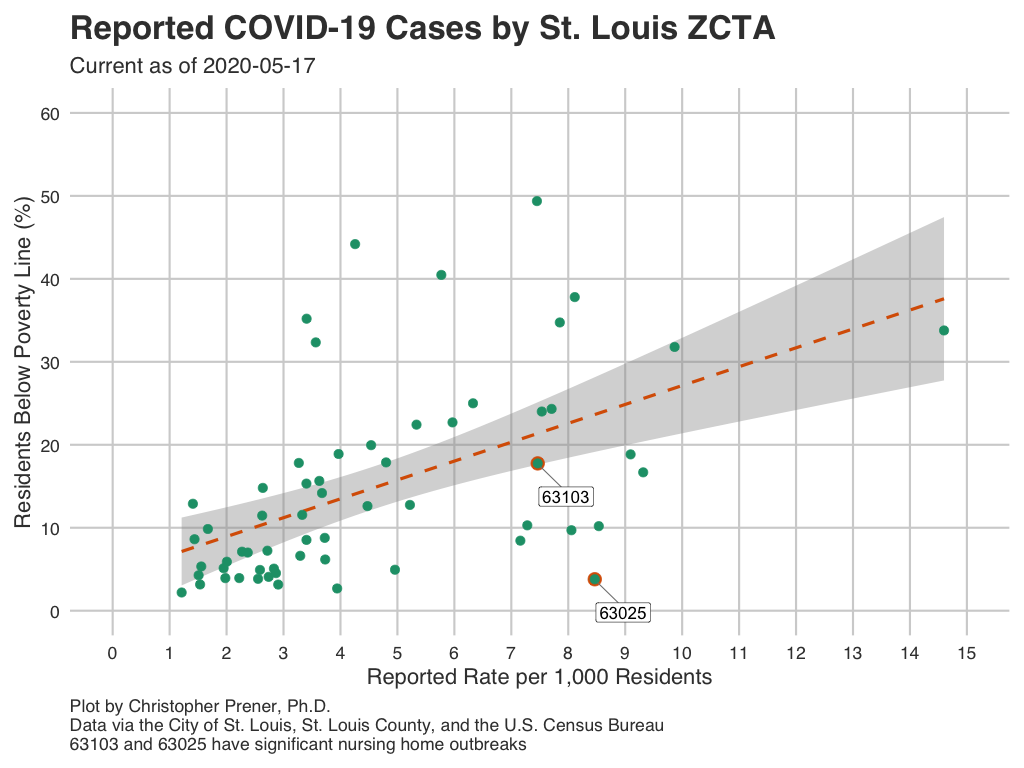 Reported COVID-19 Cases by St. Louis ZCTA
Current as of 2020-05-17
60
50
40
30
20
10
0
Residents Below Poverty Line (%)
63103
63025
0 1 2 3 4 5 6 7 8 9 10 11 12 13 14 15
Reported Rate per 1,000 Residents
Plot by Christopher Prener, Ph.D.
Data via the City of St. Louis, St. Louis County, and the U.S. Census Bureau
63103 and 63025 have significant nursing home outbreaks